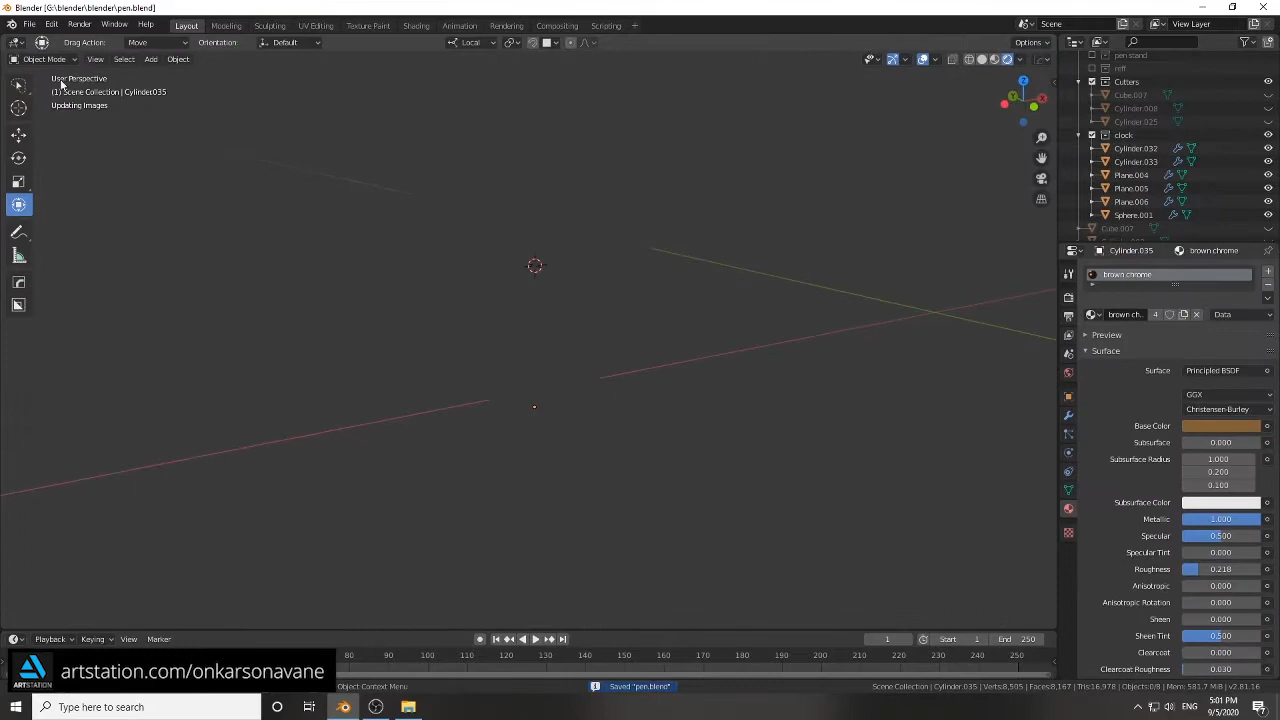 Blender [G:\blender\blender\pen.blend]
File Edit Render Window Help Layout Modeling Sculpting UV Editing Texture Paint Shading Animation Rendering Compositing Scripting + Scene View Layer
Drag Action: Move Orientation: Default Local Options
Object Mode View Select Add Object
User Perspective
(1) Scene Collection | Cylinder.035
Updating Images
Z
Y
X
pen stand
reff
Cutters
Cube.007
Cylinder.008
Cylinder.025
clock
Cylinder.032
Cylinder.033
Plane.004
Plane.005
Plane.006
Sphere.001
Cube.007
Cylinder.035 brown chrome
brown chrome
brown ch.. 4 Data
Preview
Surface
Surface Principled BSDF
GGX
Christensen-Burley
Base Color
Subsurface 0.000
Subsurface Radius 1.000
0.200
0.100
Subsurface Color
Metallic 1.000
Specular 0.500
Specular Tint 0.000
Roughness 0.218
Anisotropic 0.000
Anisotropic Rotation 0.000
Sheen 0.000
Sheen Tint 0.500
Clearcoat 0.000
Clearcoat Roughness 0.030
Playback Keying View Marker 1 Start 1 End 250
80 90 100 110 120 130 140 150 160 170 180 190 200 210 220 230 240 250
ARTSTATION
artstation.com/onkarsonavane
Object Context Menu Saved "pen.blend" Scene Collection | Cylinder.035 | Verts:8,505 | Faces:8,167 | Tris:16,978 | Objects:0/8 | Mem: 581.7 MiB | v2.81.16
Type here to search
ENG
5:01 PM
9/5/2020